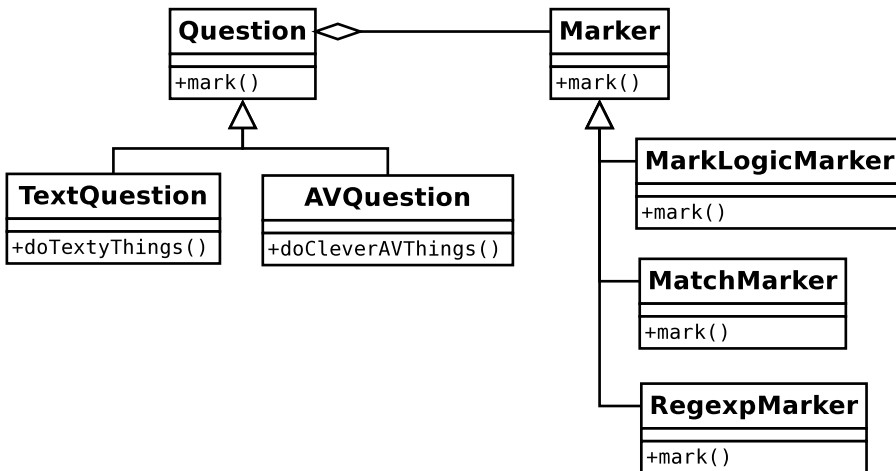 Question
+mark()
Marker
+mark()
TextQuestion
+doTextyThings()
AVQuestion
+doCleverAVThings()
MarkLogicMarker
+mark()
MatchMarker
+mark()
RegexpMarker
+mark()